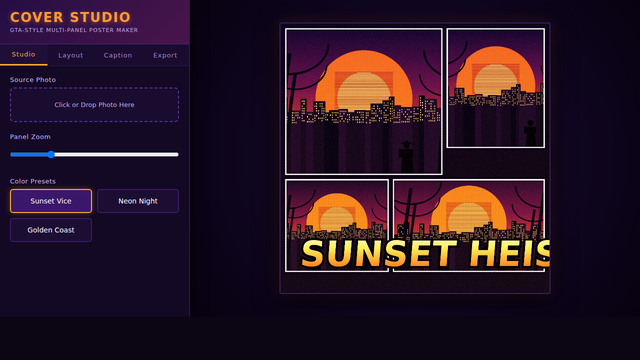 COVER STUDIO
GTA-STYLE MULTI-PANEL POSTER MAKER
Studio
Layout
Caption
Export
Source Photo
Click or Drop Photo Here
Panel Zoom
Color Presets
Sunset Vice
Neon Night
Golden Coast
SUNSET HEIS